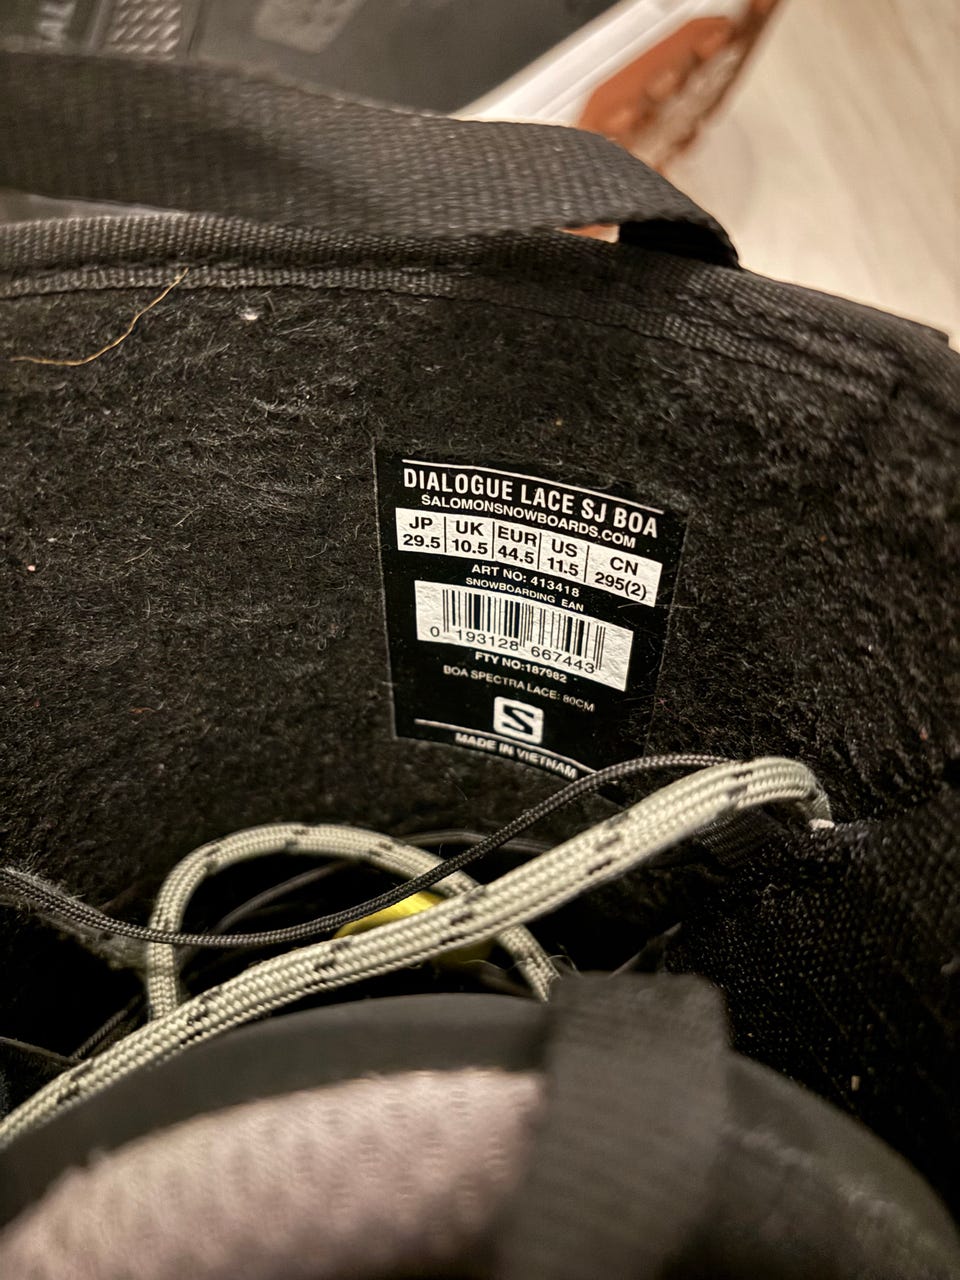 DIALOGUE LACE SJ BOA
SALOMONSNOWBOARDS.COM
JP UK EUR US CN
29.5 10.5 44.5 11.5 295(2)
ART NO: 413418
SNOWBOARDING EAN
0 193128 667443
FTY NO:187982
BOA SPECTRA LACE: 80CM
S
MADE IN VIETNAM